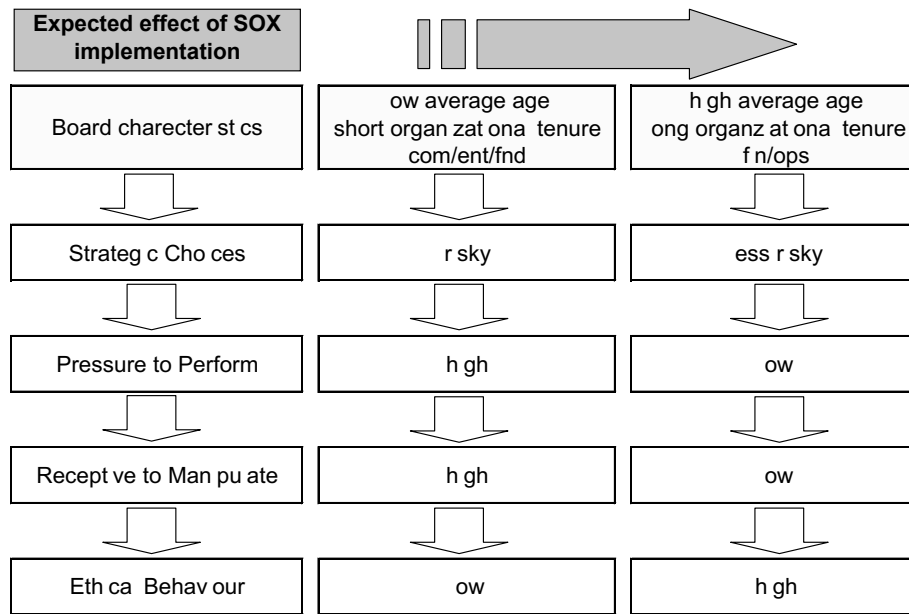 Expected effect of SOX
implementation
Board charecter st cs
ow average age
short organ zat ona tenure
com/ent/fnd
h gh average age
ong organz at ona tenure
f n/ops
Strateg c Cho ces
r sky
ess r sky
Pressure to Perform
h gh
ow
Recept ve to Man pu ate
h gh
ow
Eth ca Behav our
ow
h gh